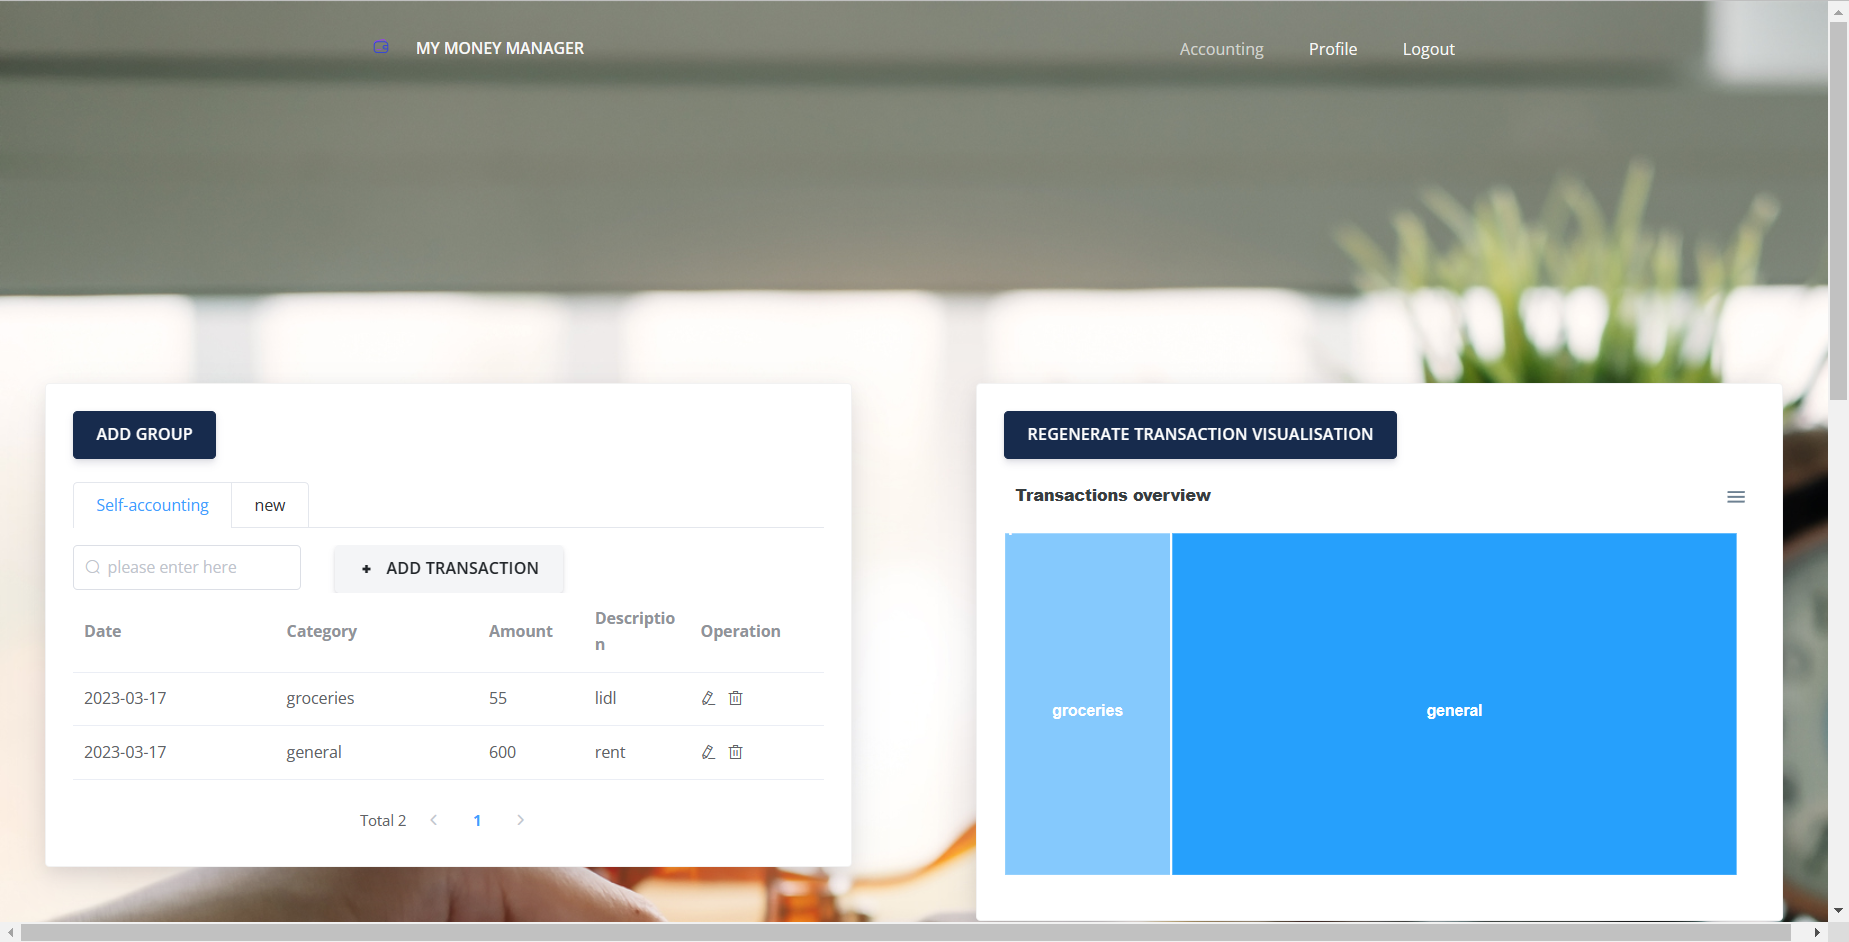 MY MONEY MANAGER
Accounting Profile Logout
ADD GROUP
Self-accounting new
please enter here
+ ADD TRANSACTION
Date Category Amount Descriptio
n Operation
2023-03-17 groceries 55 lidl
2023-03-17 general 600 rent
Total 2 < 1 >
REGENERATE TRANSACTION VISUALISATION
Transactions overview
groceries general